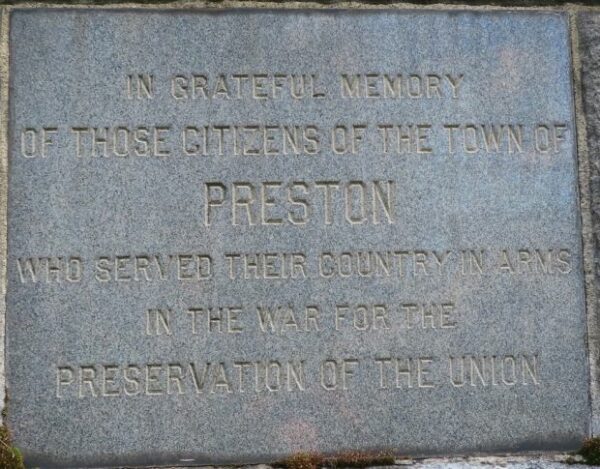 IN GRATEFUL MEMORY
OF THOSE CITIZENS OF THE TOWN OF
PRESTON
WHO SERVED THEIR COUNTRY IN ARMS
IN THE WAR FOR THE
PRESERVATION OF THE UNION